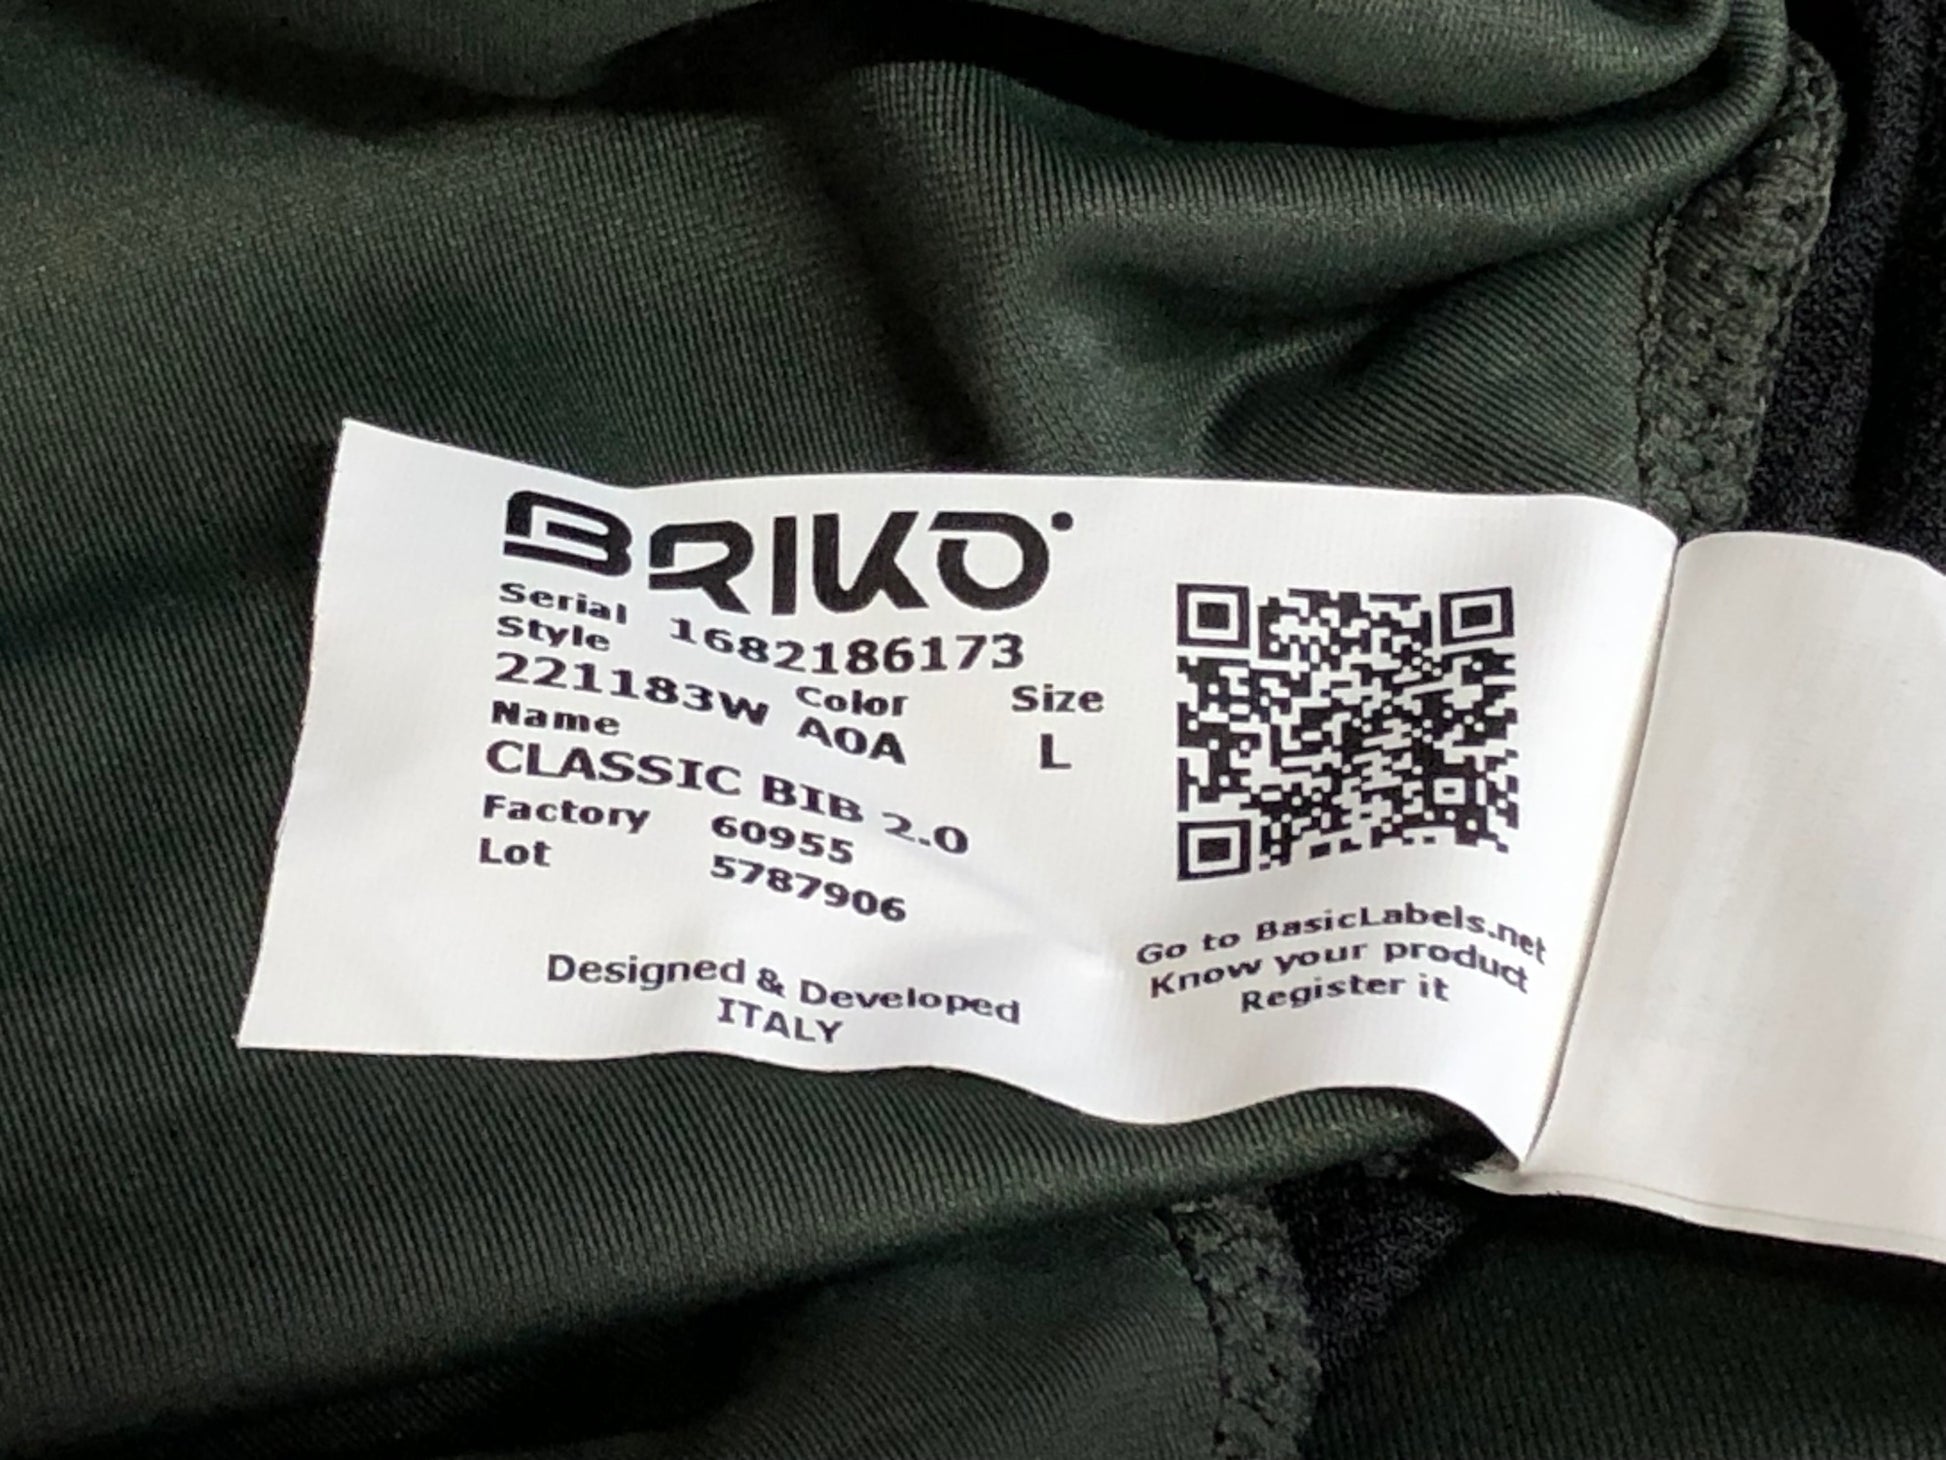 BRIKO
Serial 1682186173
Style
221183W
Color
A0A
Size
L
Name
CLASSIC BIB 2.0
Factory 60955
Lot 5787906
Designed & Developed
ITALY
Go to BasicLabels.net
Know your product
Register it